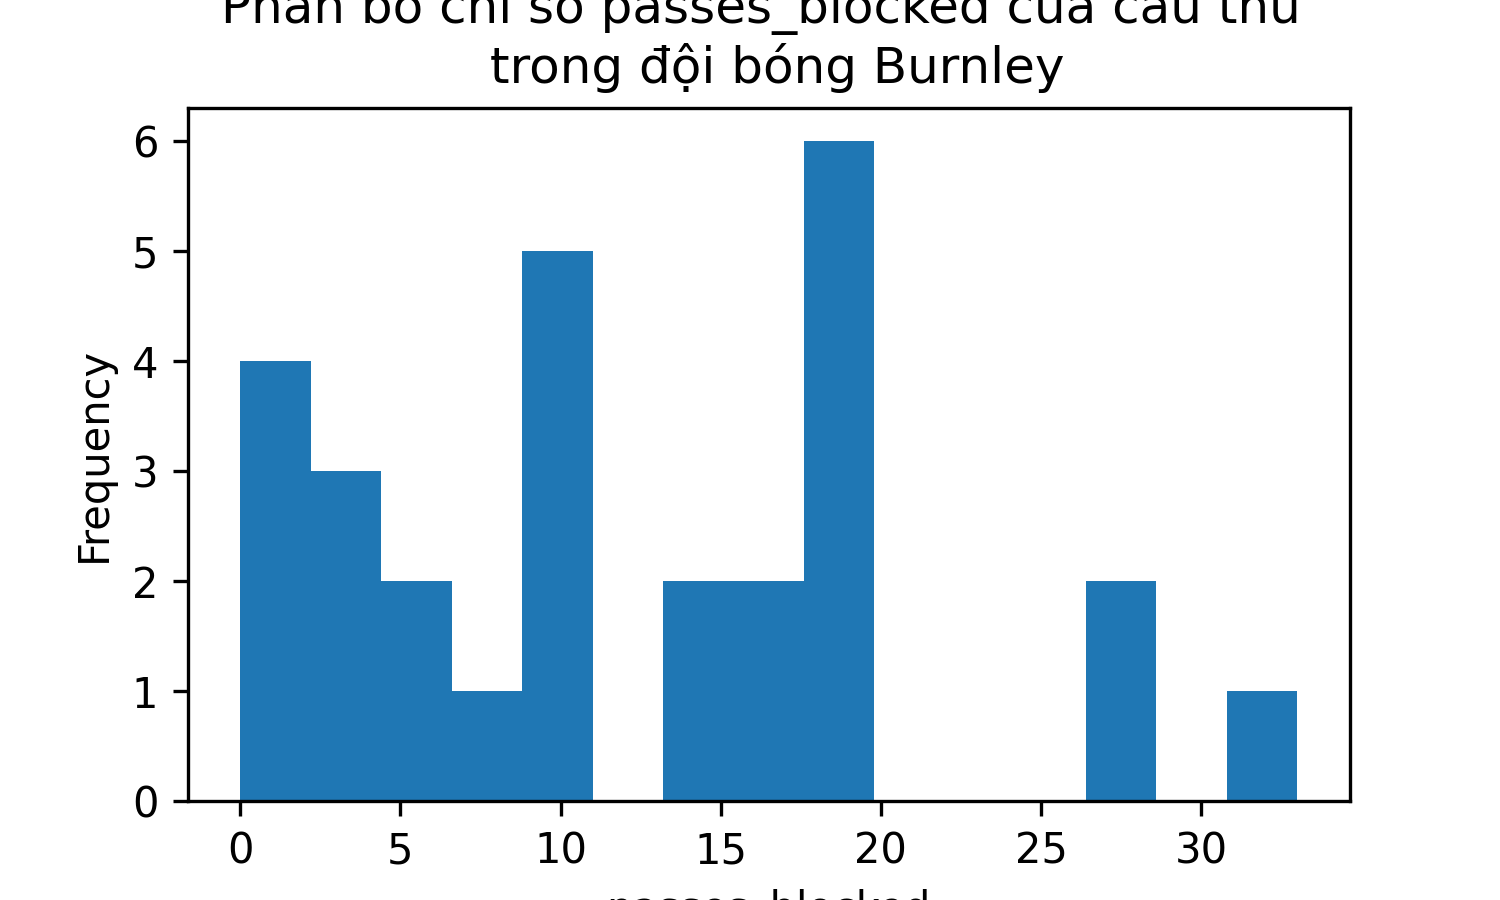 Phân bố chỉ số passes_blocked của cầu thủ
trong đội bóng Burnley
6
5
4
3
2
1
0
Frequency
0 5 10 15 20 25 30
passes_blocked